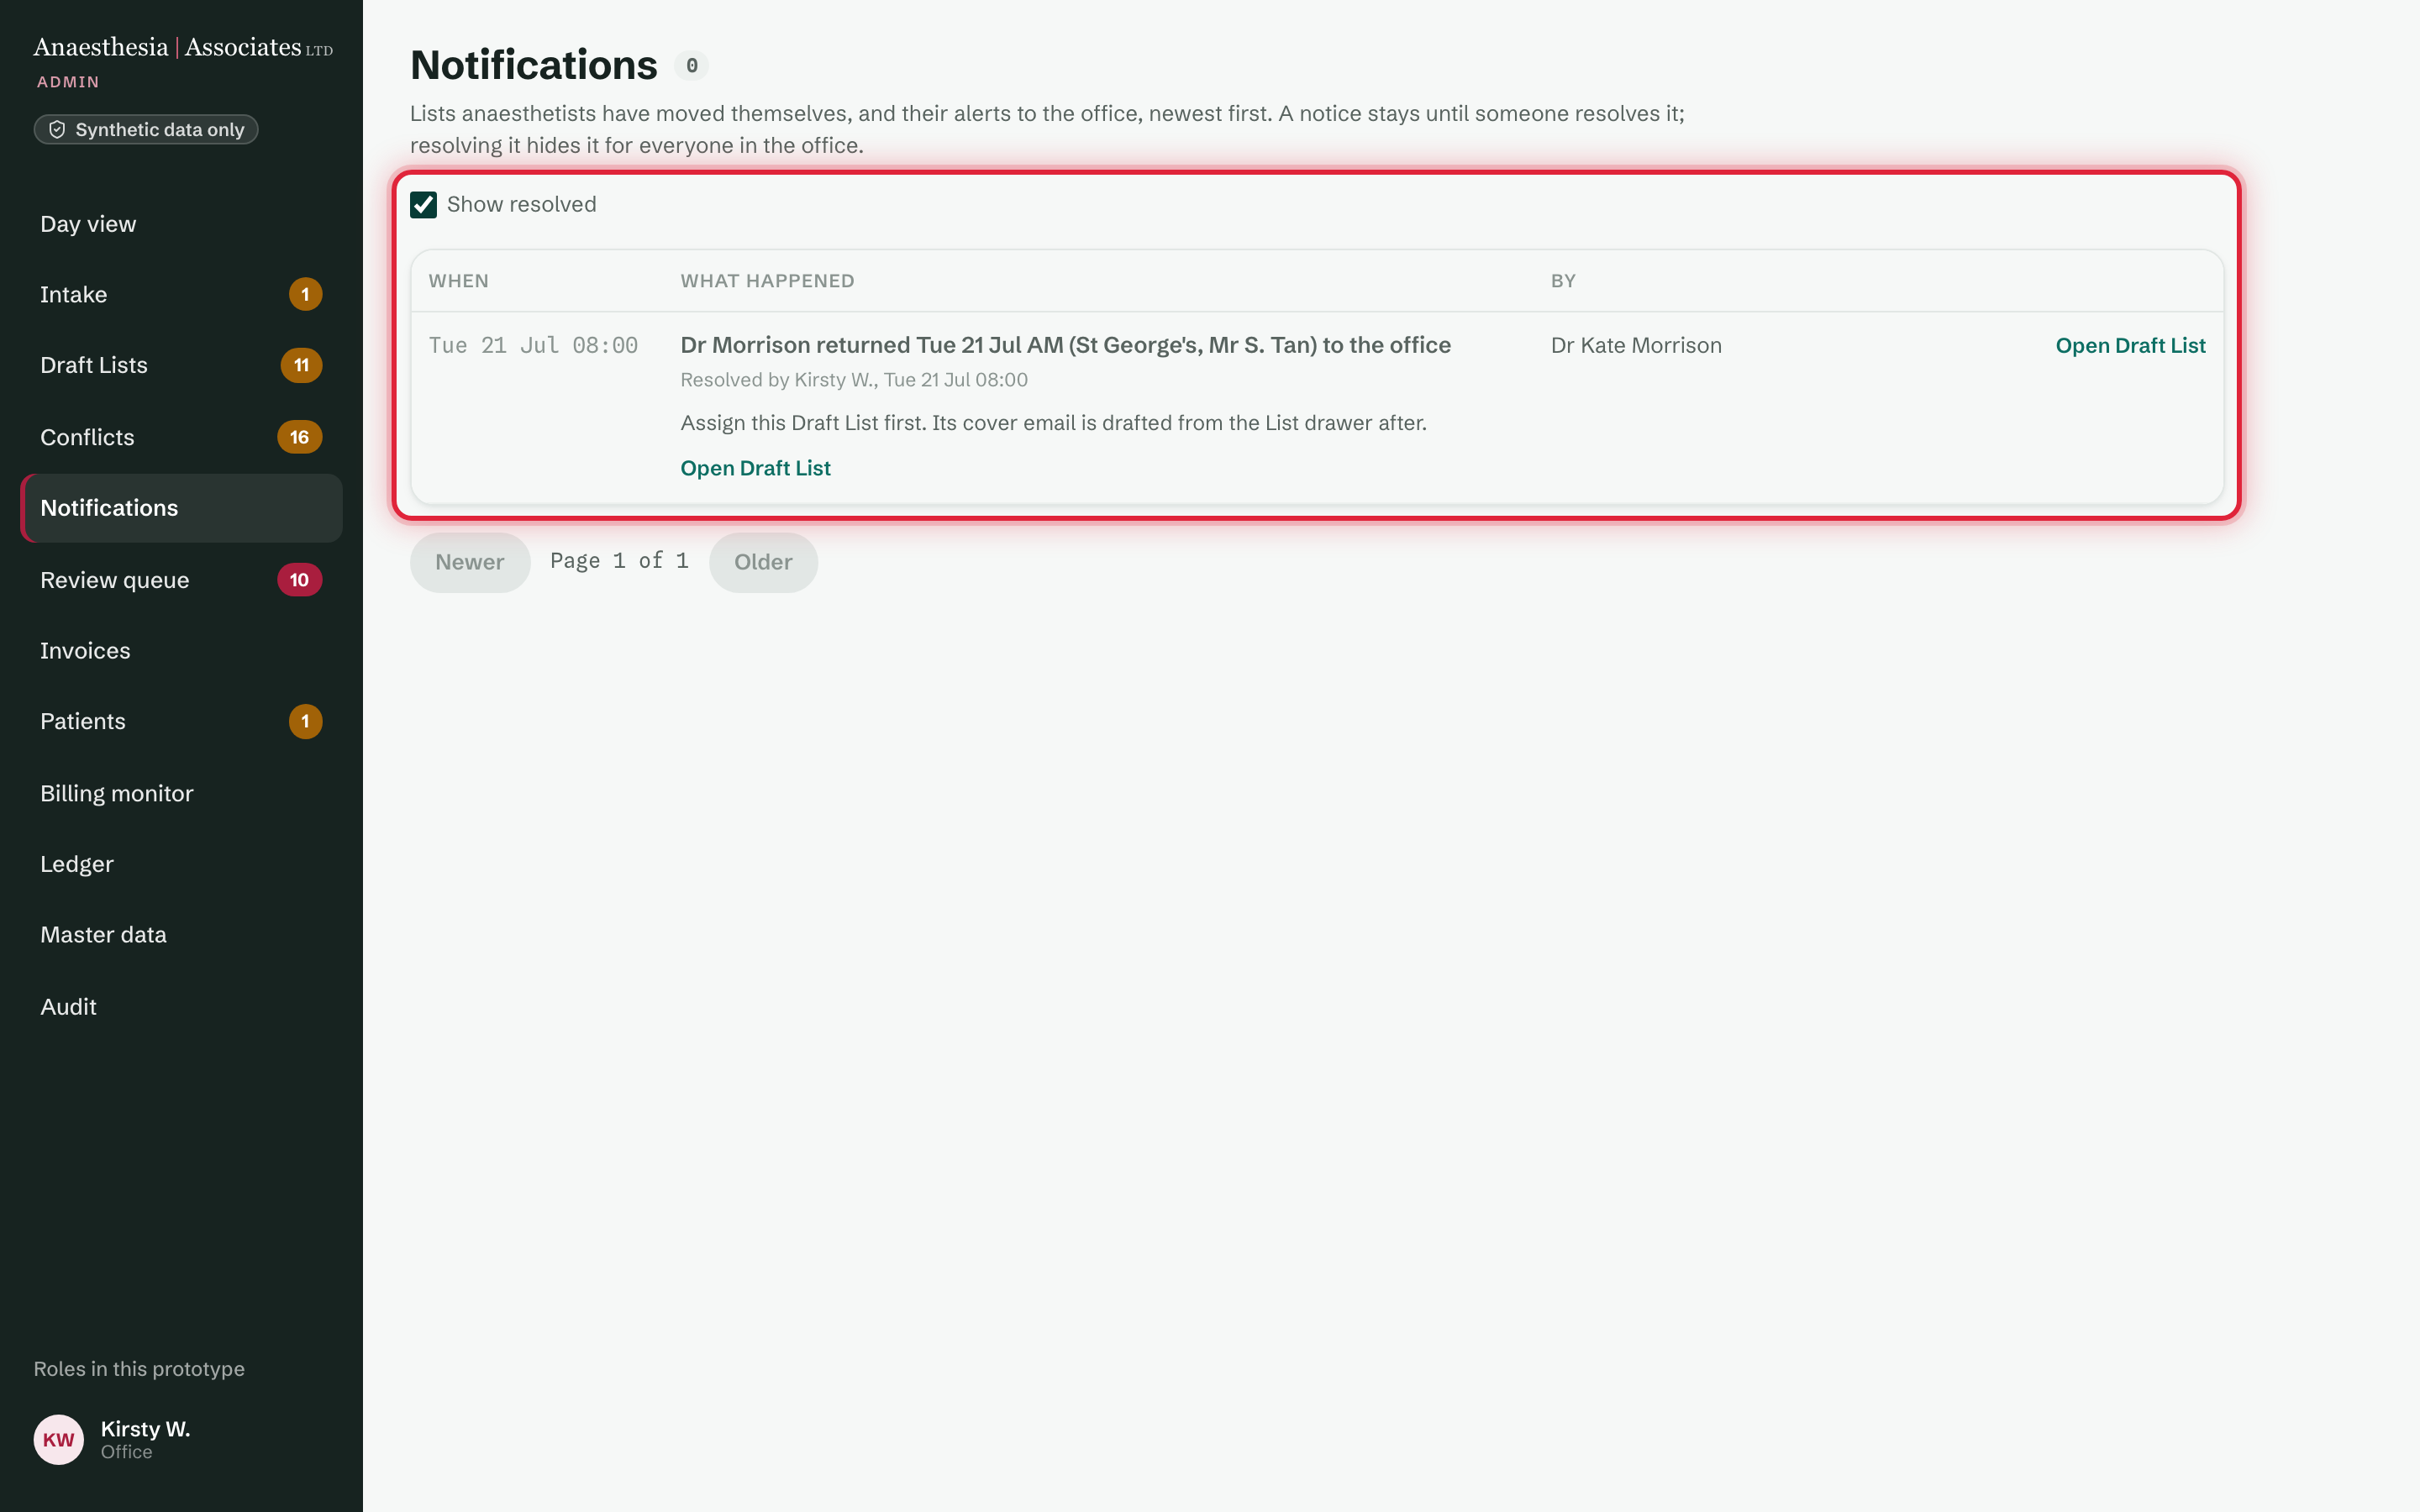 Anaesthesia | Associates LTD
ADMIN
Synthetic data only
Day view
Intake 1
Draft Lists 11
Conflicts 16
Notifications
Review queue 10
Invoices
Patients 1
Billing monitor
Ledger
Master data
Audit
Roles in this prototype
KW Kirsty W.
Office
Notifications 0
Lists anaesthetists have moved themselves, and their alerts to the office, newest first. A notice stays until someone resolves it;
resolving it hides it for everyone in the office.
Show resolved
WHEN WHAT HAPPENED BY
Tue 21 Jul 08:00 Dr Morrison returned Tue 21 Jul AM (St George's, Mr S. Tan) to the office Dr Kate Morrison Open Draft List
Resolved by Kirsty W., Tue 21 Jul 08:00
Assign this Draft List first. Its cover email is drafted from the List drawer after.
Open Draft List
Newer Page 1 of 1 Older